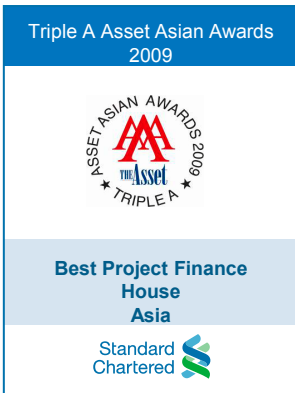 Triple A Asset Asian Awards
2009
ASSET ASIAN AWARDS 2009
AAA
THE Asset
★ TRIPLE A ★
Best Project Finance
House
Asia
Standard
Chartered